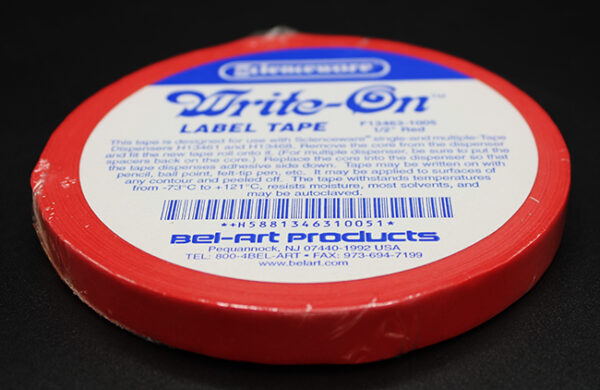 Scienceware
Write-On™
LABEL TAPE
F13463-1005
1/2" Red
This tape is designed for use with Scienceware® single and multiple-Tape
Dispensers H13461 and H13468. Remove the core from the dispenser
and fit the new tape roll onto it. (For multiple dispenser, be sure to put the
spacers back on the core.) Replace the core into the dispenser so that
the tape dispenses adhesive side down. Tape may be written on with
pencil, ball point, felt-tip pen, etc. It may be applied to surfaces of
any contour and peeled off. The tape withstands temperatures
from -73°C to +121°C, resists moisture, most solvents, and
may be autoclaved.
*+H5881346310051*
Bel-Art Products
Pequannock, NJ 07440-1992 USA
TEL: 800-4BEL-ART • FAX: 973-694-7199
www.belart.com